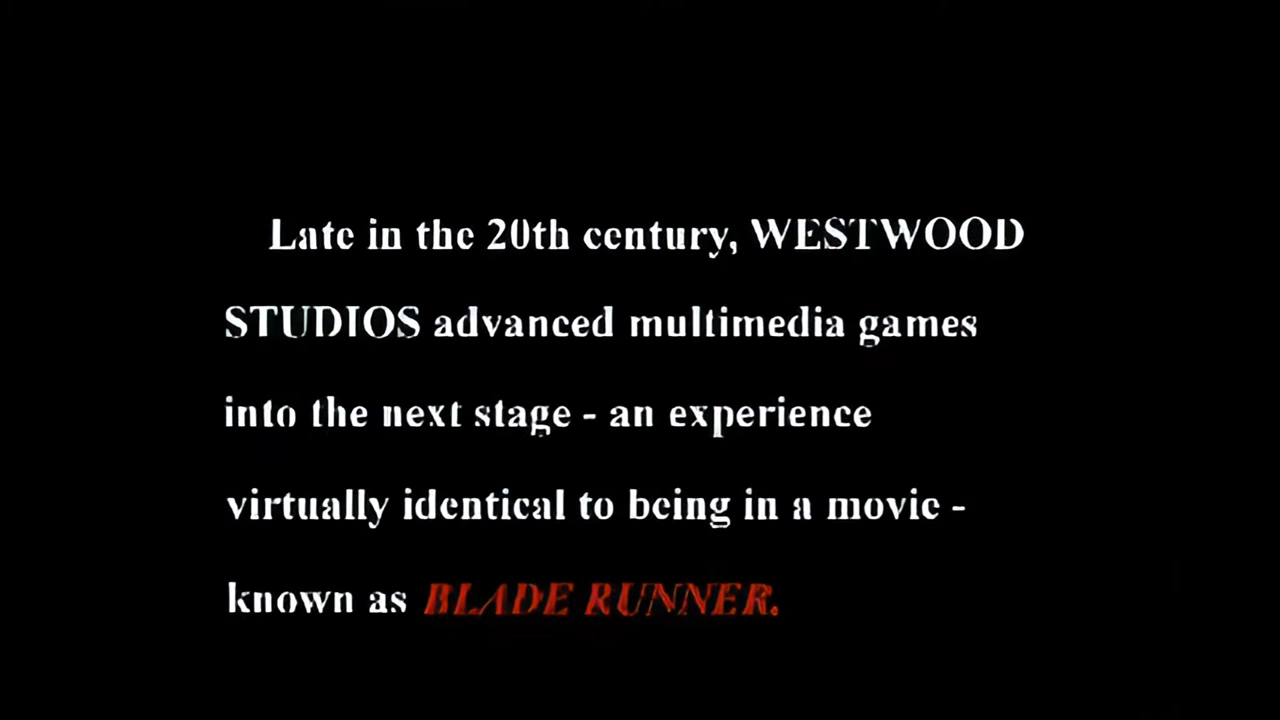 Late in the 20th century, WESTWOOD
STUDIOS advanced multimedia games
into the next stage - an experience
virtually identical to being in a movie -
known as BLADE RUNNER.